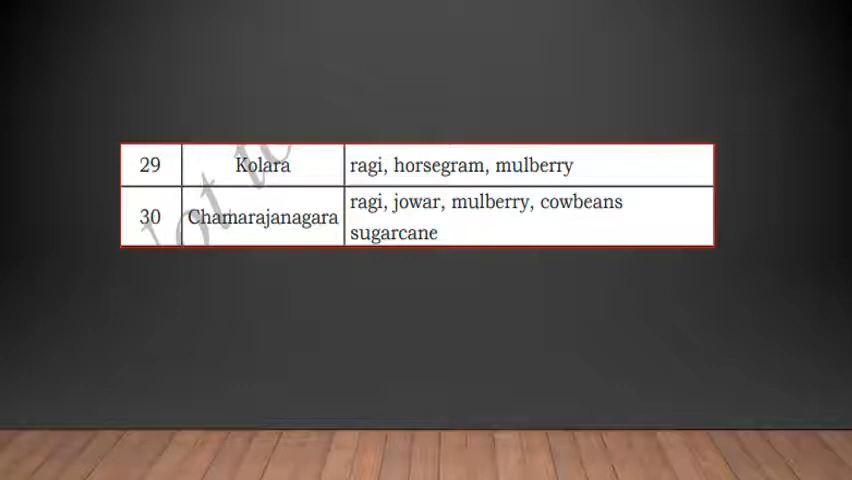 29 Kolara ragi, horsegram, mulberry
30 Chamarajanagara ragi, jowar, mulberry, cowbeans
sugarcane